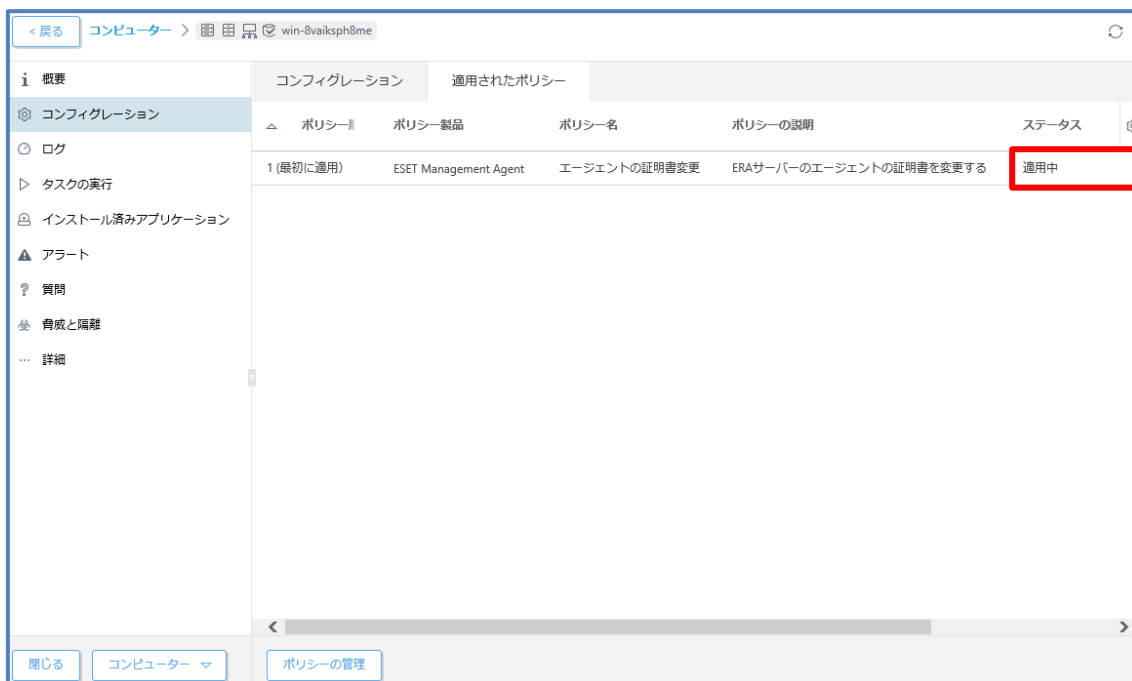 < 戻る コンピューター > win-8vaiksph8me
概要
コンフィグレーション
ログ
タスクの実行
インストール済みアプリケーション
アラート
質問
脅威と隔離
… 詳細
コンフィグレーション 適用されたポリシー
ポリシー ポリシー製品 ポリシー名 ポリシーの説明 ステータス
1 (最初に適用) ESET Management Agent エージェントの証明書変更 ERAサーバーのエージェントの証明書を変更する 適用中
閉じる コンピューター ポリシーの管理